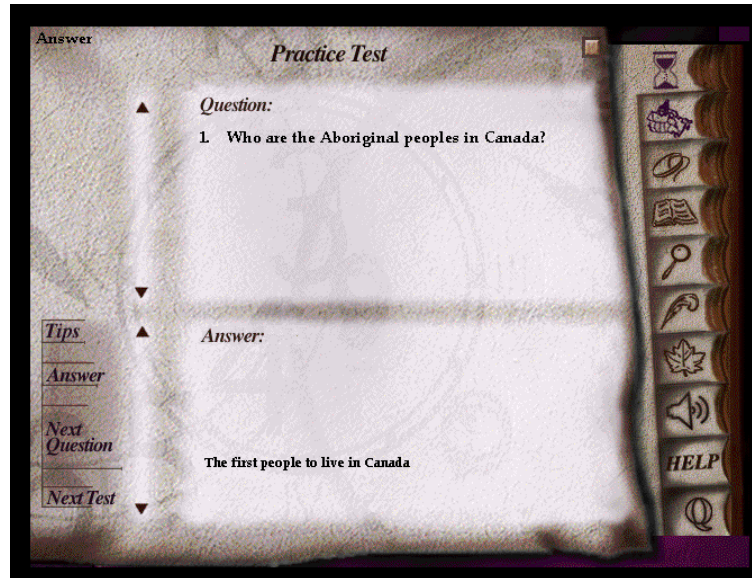 Answer
Practice Test
Question:
1. Who are the Aboriginal peoples in Canada?
Tips
Answer
Next
Question
Next Test
Answer:
The first people to live in Canada
HELP
Q